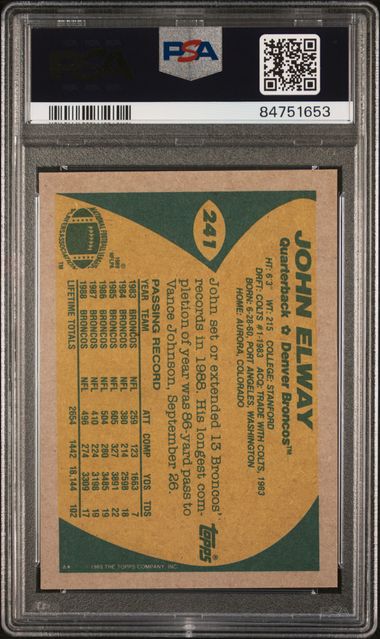 PSA
PSA
84751653
241
JOHN ELWAY
Quarterback ✩ Denver Broncos™
HT: 6'3" WT: 215 COLLEGE: STANFORD
DRFT: COLTS #1-1983 ACQ: TRADE WITH COLTS, 1983
BORN: 6-28-60, PORT ANGELES, WASHINGTON
HOME: AURORA, COLORADO
John set or extended 13 Broncos'
records in 1988. His longest com-
pletion of year was 86-yard pass to
Vance Johnson, September 26.
topps®
PASSING RECORD
YEAR TEAM ATT COMP YDS TDS
1983 BRONCOS NFL 259 123 1663 7
1984 BRONCOS NFL 380 214 2598 18
1985 BRONCOS NFL 605 327 3891 22
1986 BRONCOS NFL 504 280 3485 19
1987 BRONCOS NFL 410 224 3198 19
1988 BRONCOS NFL 496 274 3309 17
LIFETIME TOTALS 2654 1442 18,144 102
© 1989 THE TOPPS COMPANY, INC.